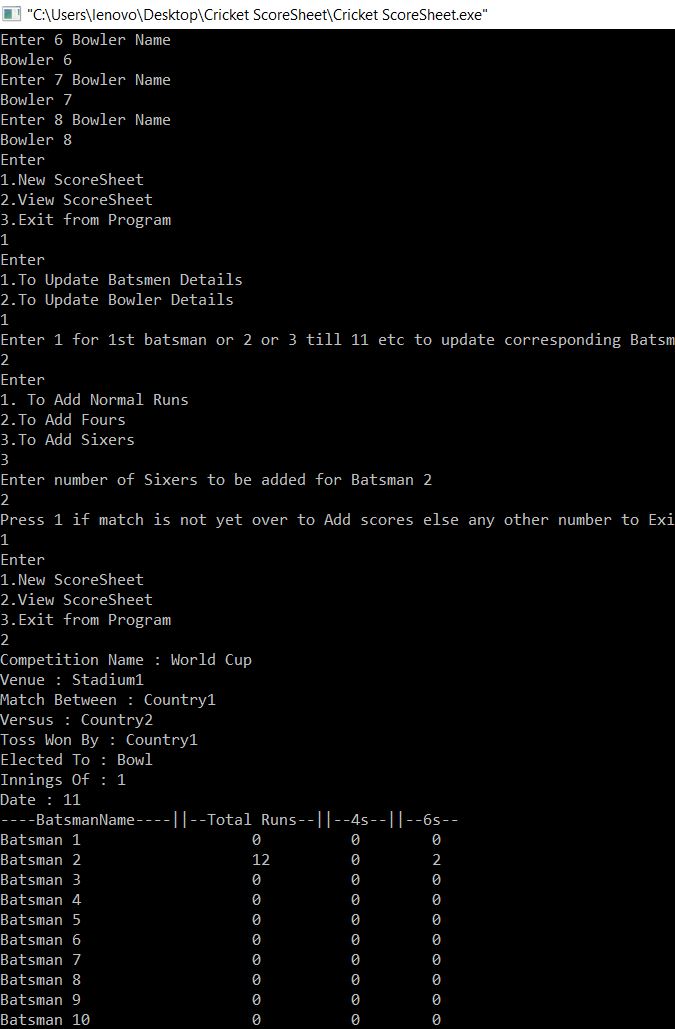 "C:\Users\lenovo\Desktop\Cricket ScoreSheet\Cricket ScoreSheet.exe"
Enter 6 Bowler Name
Bowler 6
Enter 7 Bowler Name
Bowler 7
Enter 8 Bowler Name
Bowler 8
Enter
1.New ScoreSheet
2.View ScoreSheet
3.Exit from Program
1
Enter
1.To Update Batsmen Details
2.To Update Bowler Details
1
Enter 1 for 1st batsman or 2 or 3 till 11 etc to update corresponding Batsm
2
Enter
1. To Add Normal Runs
2.To Add Fours
3.To Add Sixers
3
Enter number of Sixers to be added for Batsman 2
2
Press 1 if match is not yet over to Add scores else any other number to Exi
1
Enter
1.New ScoreSheet
2.View ScoreSheet
3.Exit from Program
2
Competition Name : World Cup
Venue : Stadium1
Match Between : Country1
Versus : Country2
Toss Won By : Country1
Elected To : Bowl
Innings Of : 1
Date : 11
----BatsmanName----||--Total Runs--||--4s--||--6s--
Batsman 1 0 0 0
Batsman 2 12 0 2
Batsman 3 0 0 0
Batsman 4 0 0 0
Batsman 5 0 0 0
Batsman 6 0 0 0
Batsman 7 0 0 0
Batsman 8 0 0 0
Batsman 9 0 0 0
Batsman 10 0 0 0